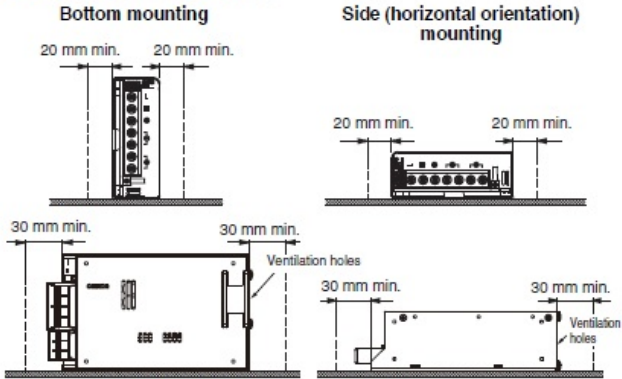 Bottom mounting
20 mm min. 20 mm min.
30 mm min. 30 mm min.
Ventilation holes
Side (horizontal orientation)
mounting
20 mm min. 20 mm min.
30 mm min. 30 mm min.
Ventilation
holes